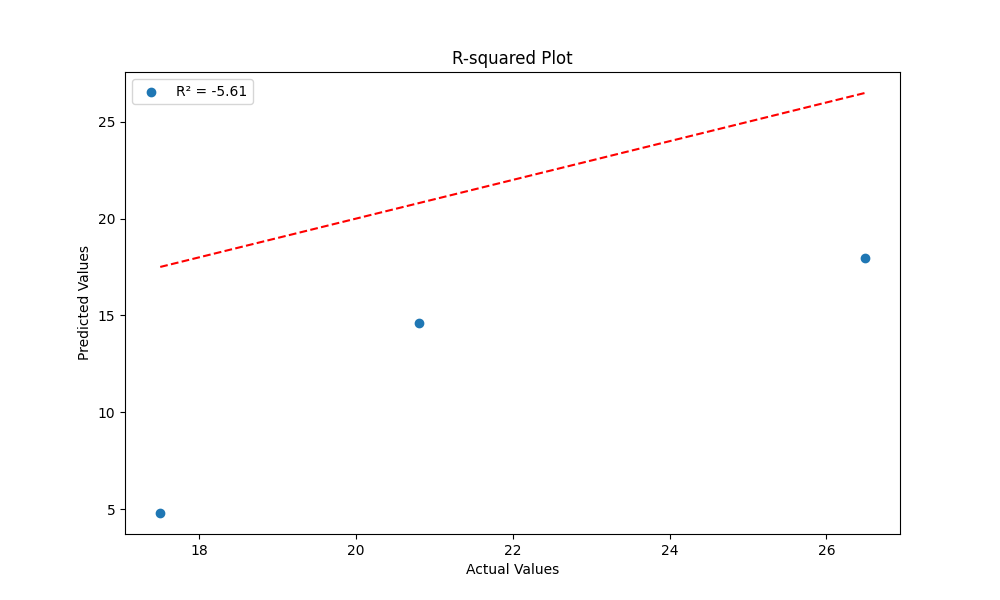 R-squared Plot
R² = -5.61
25
20
15
10
5
Predicted Values
18 20 22 24 26
Actual Values